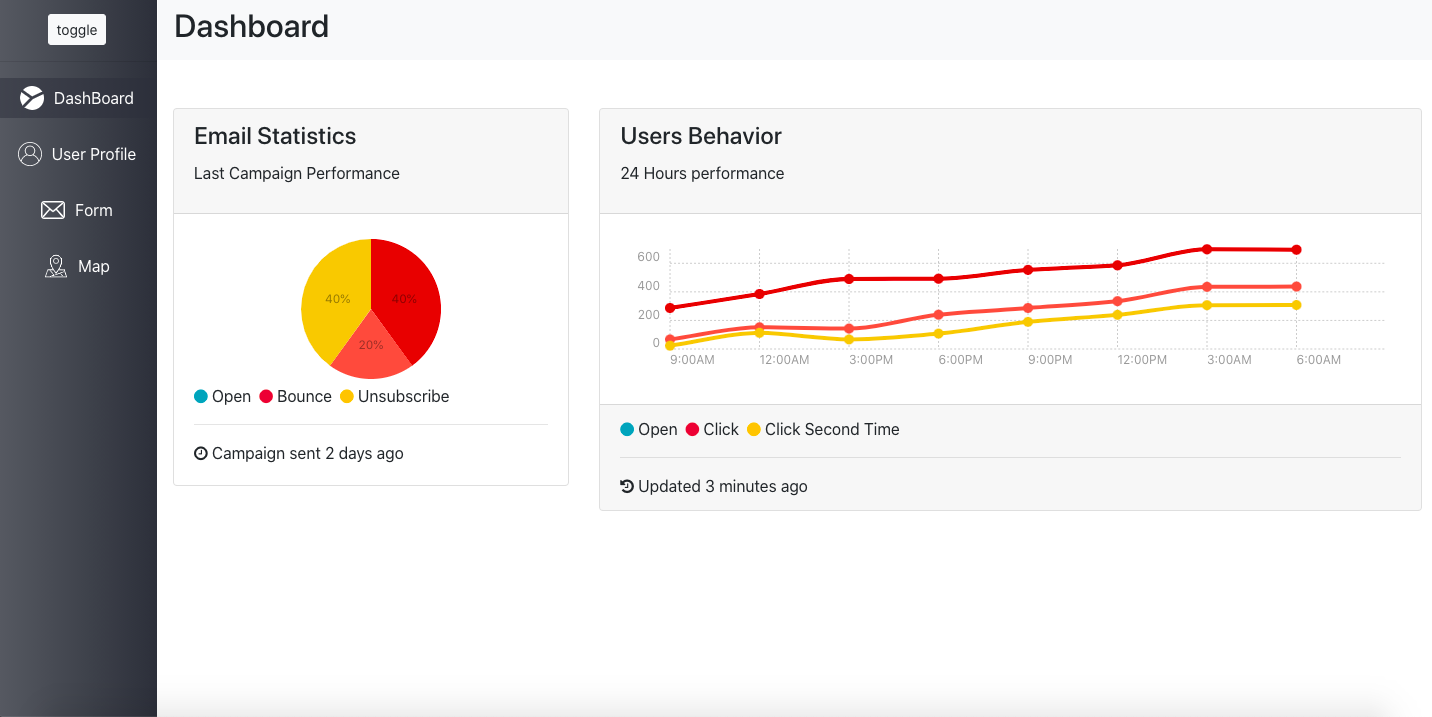 toggle
Dashboard
DashBoard
User Profile
Form
Map
Email Statistics
Last Campaign Performance
40%
40%
20%
Open Bounce Unsubscribe
Campaign sent 2 days ago
Users Behavior
24 Hours performance
600
400
200
0
9:00AM 12:00AM 3:00PM 6:00PM 9:00PM 12:00PM 3:00AM 6:00AM
Open Click Click Second Time
Updated 3 minutes ago